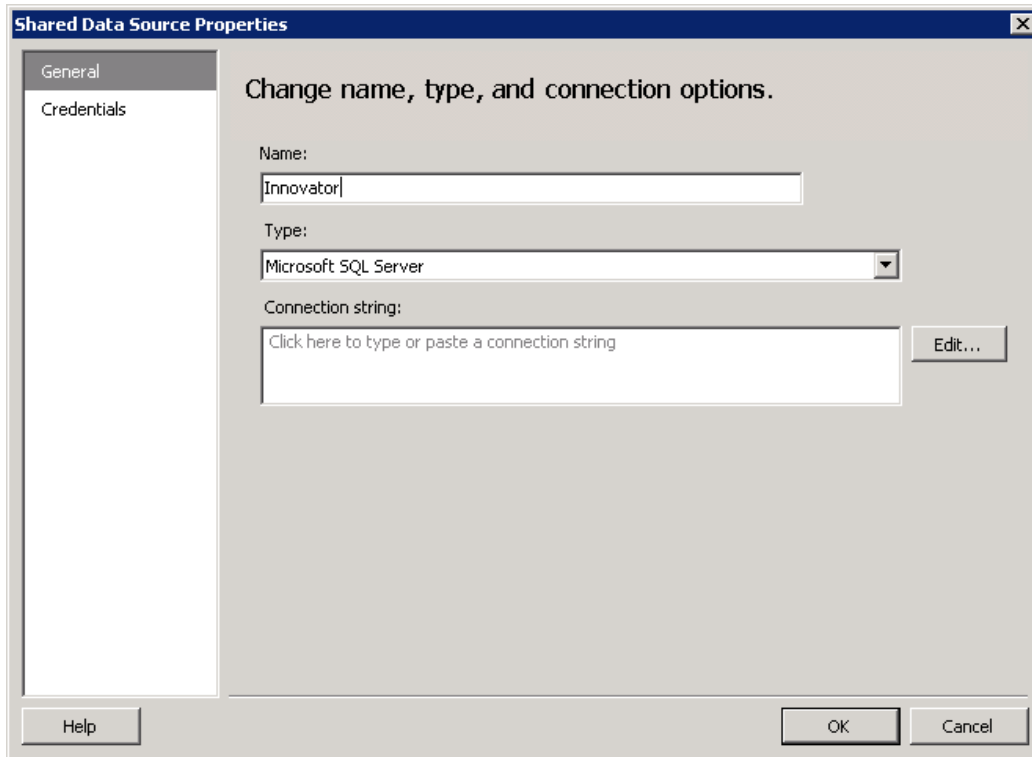 Shared Data Source Properties
General
Credentials
Change name, type, and connection options.
Name:
Innovator
Type:
Microsoft SQL Server
Connection string:
Click here to type or paste a connection string
Edit...
Help
OK
Cancel